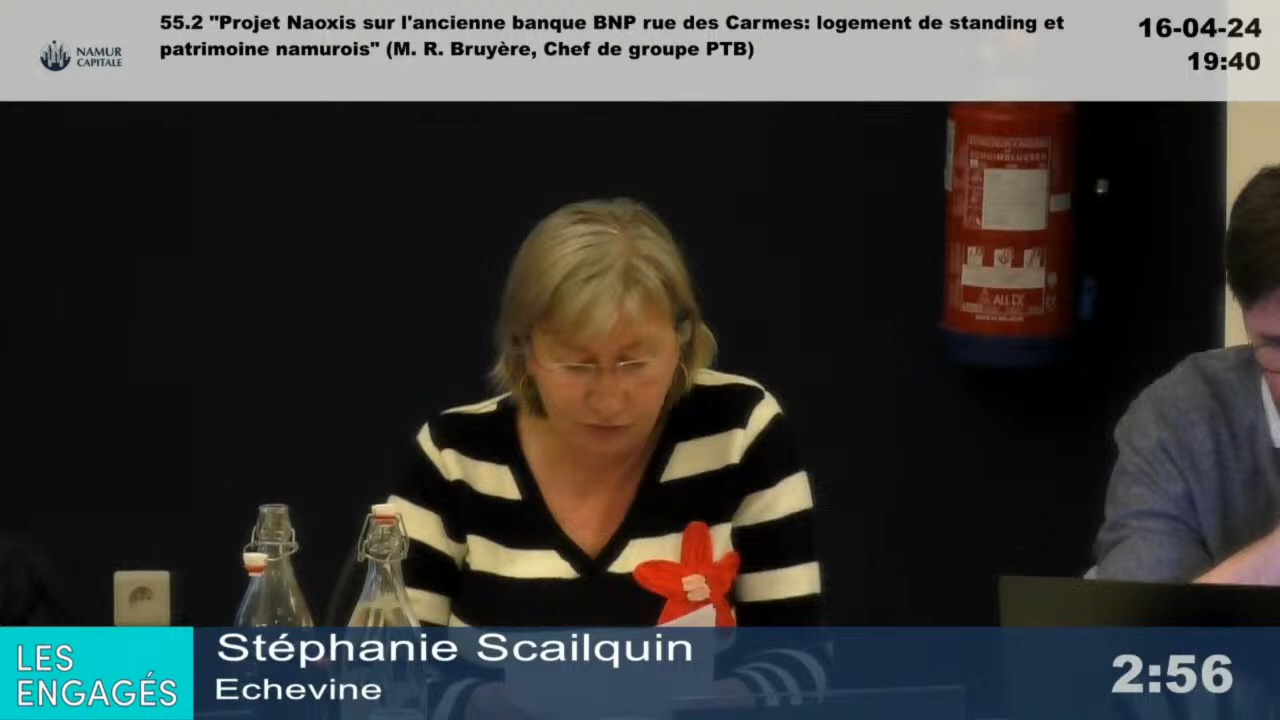 55.2 "Projet Naoxis sur l'ancienne banque BNP rue des Carmes: logement de standing et
patrimoine namurois" (M. R. Bruyère, Chef de groupe PTB)
16-04-24
19:40
NAMUR
CAPITALE
LES
ENGAGÉS
Stéphanie Scailquin
Echevine
2:56